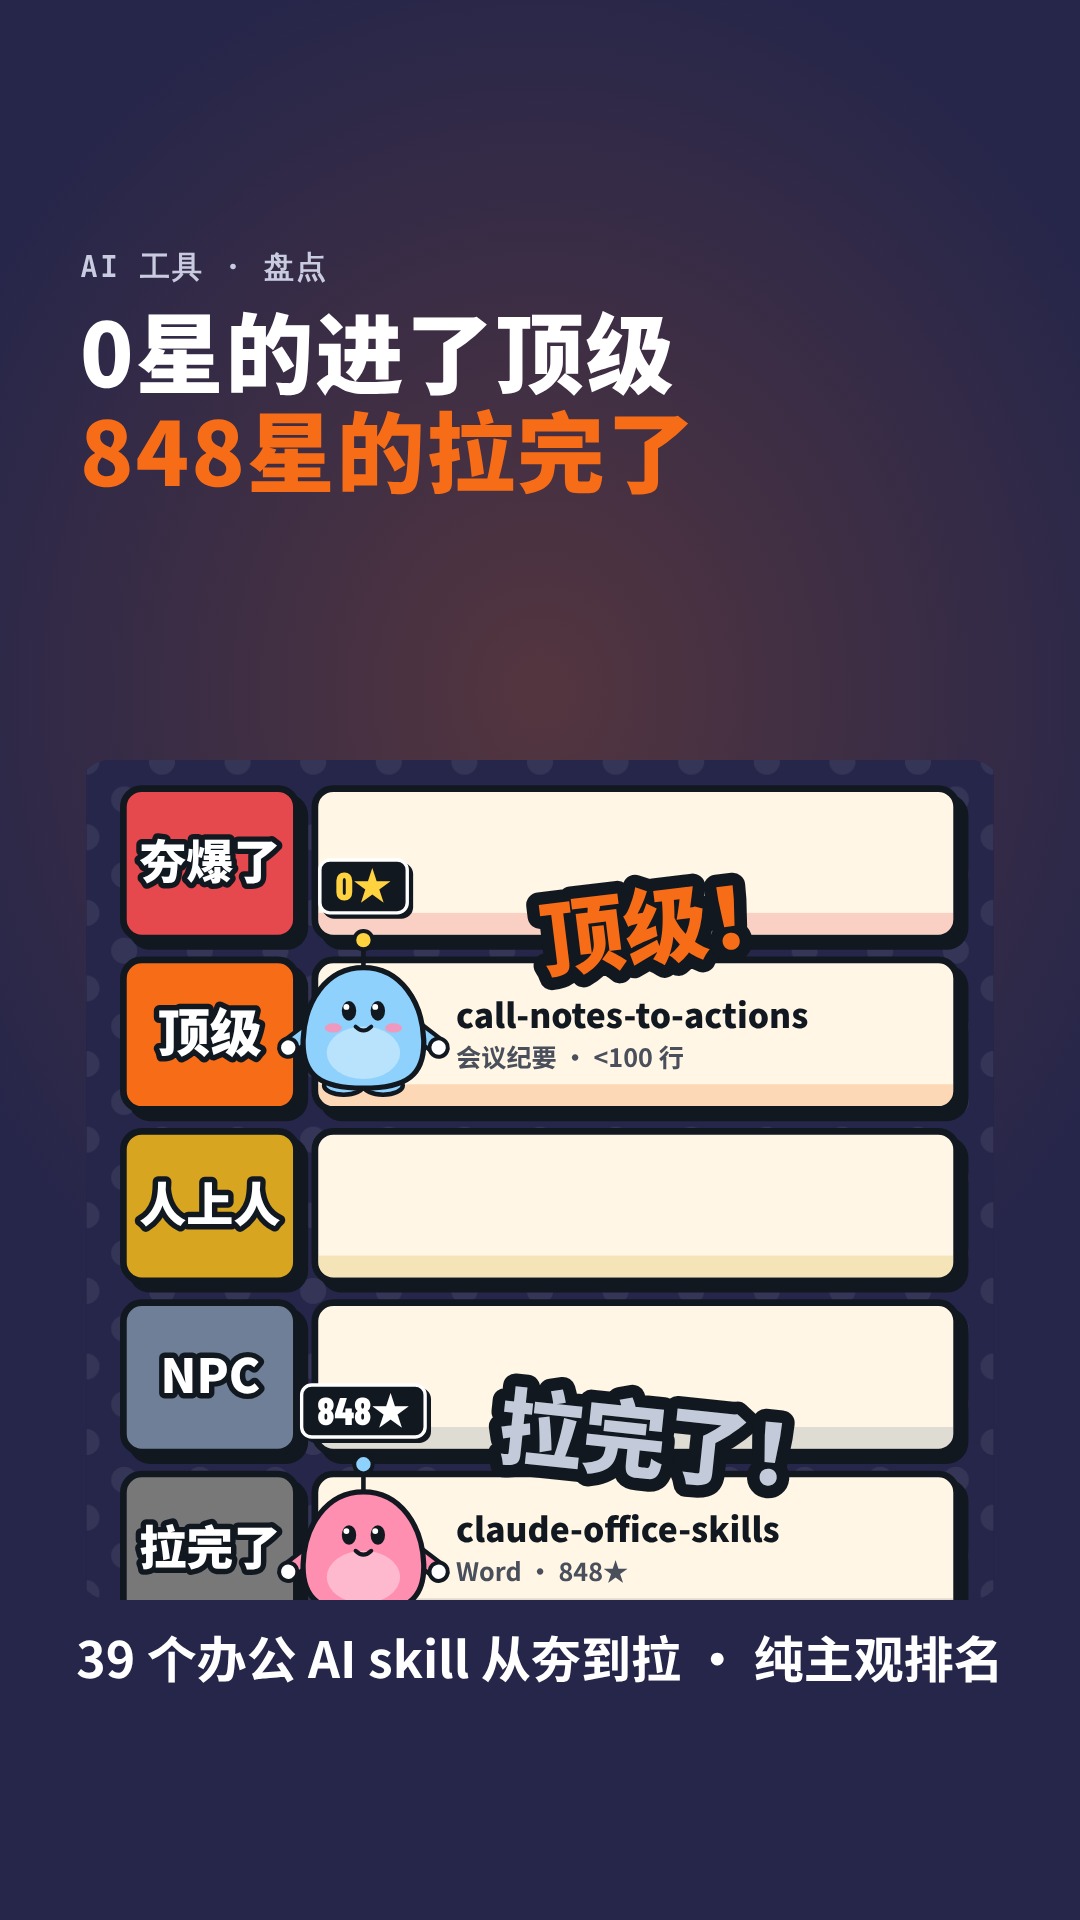 AI 工具 · 盘点
0星的进了顶级
848星的拉完了
夯爆了
0★
顶级！
顶级
call-notes-to-actions
会议纪要 · <100 行
人上人
NPC
848★
拉完了！
拉完了
claude-office-skills
Word · 848★
39 个办公 AI skill 从夯到拉 · 纯主观排名